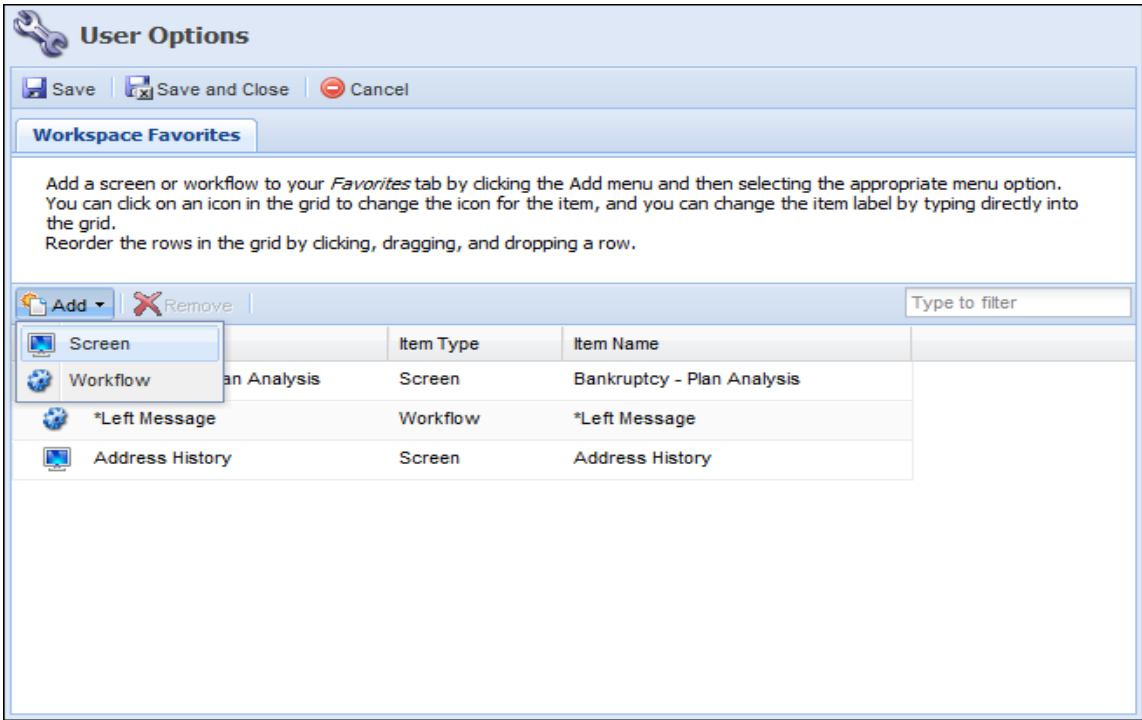 User Options
Save Save and Close Cancel
Workspace Favorites
Add a screen or workflow to your Favorites tab by clicking the Add menu and then selecting the appropriate menu option.
You can click on an icon in the grid to change the icon for the item, and you can change the item label by typing directly into
the grid.
Reorder the rows in the grid by clicking, dragging, and dropping a row.
Add Remove Type to filter
Screen Item Type Item Name
Workflow an Analysis Screen Bankruptcy - Plan Analysis
*Left Message Workflow *Left Message
Address History Screen Address History